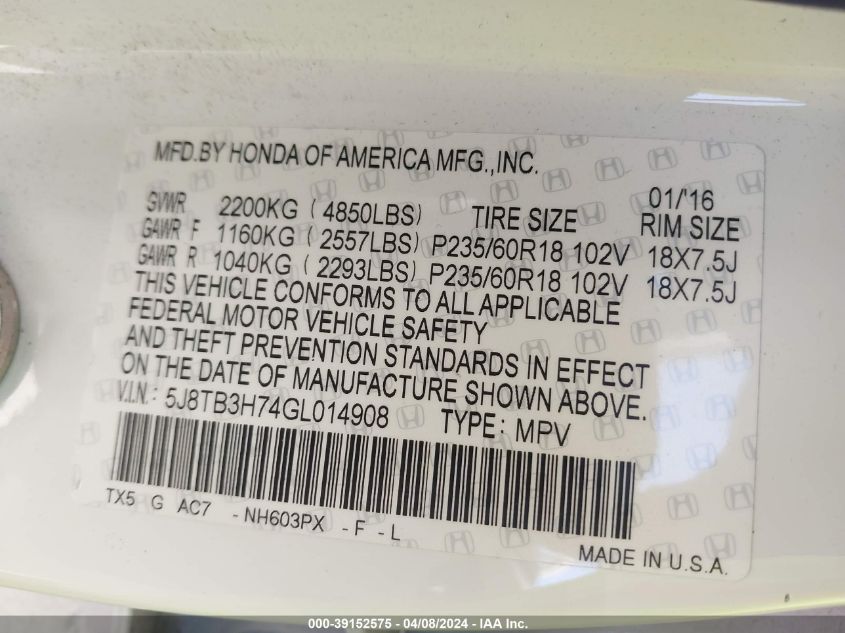 MFD.BY HONDA OF AMERICA MFG.,INC.
01/'16
GVWR 2200KG (4850LBS) TIRE SIZE RIM SIZE
GAWR F 1160KG (2557LBS) P235/60R18 102V 18X7.5J
GAWR R 1040KG (2293LBS) P235/60R18 102V 18X7.5J
THIS VEHICLE CONFORMS TO ALL APPLICABLE
FEDERAL MOTOR VEHICLE SAFETY
AND THEFT PREVENTION STANDARDS IN EFFECT
ON THE DATE OF MANUFACTURE SHOWN ABOVE.
V.I.N.: 5J8TB3H74GL014908 TYPE: MPV
TX5 G AC7 -NH603PX -F -L
MADE IN U.S.A.
000-39152575 - 04/08/2024 - IAA Inc.